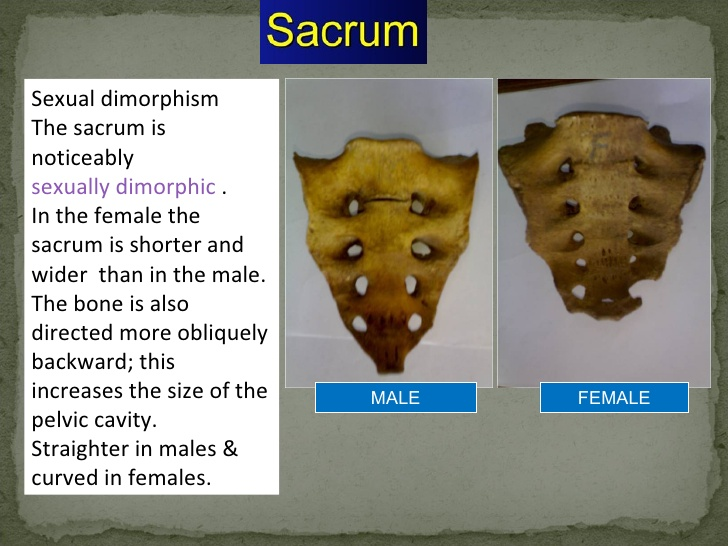 Sacrum
Sexual dimorphism
The sacrum is
noticeably
sexually dimorphic .
In the female the
sacrum is shorter and
wider  than in the male.
The bone is also
directed more obliquely
backward; this
increases the size of the
pelvic cavity.
Straighter in males &
curved in females.
F
MALE
FEMALE